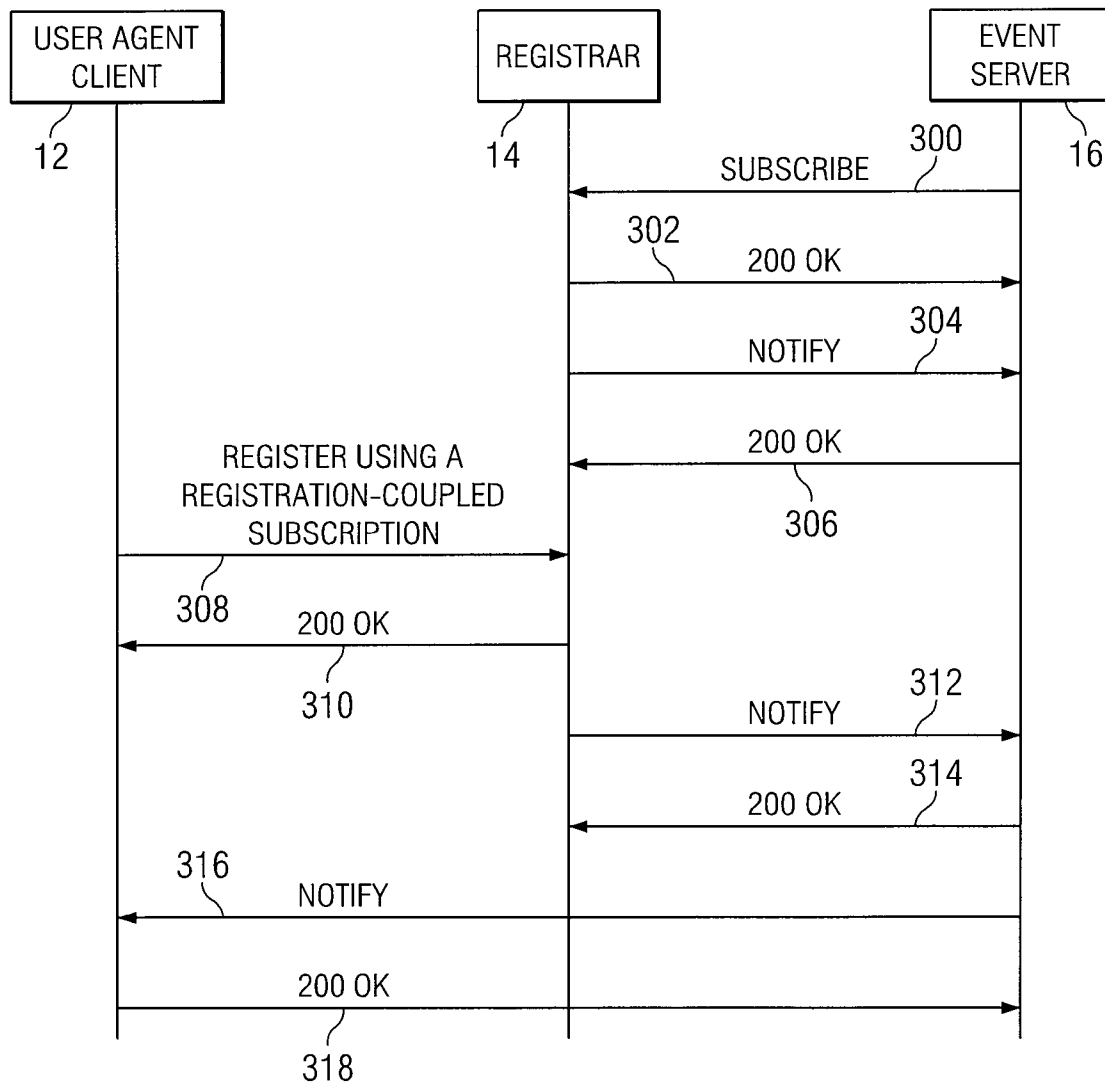 USER AGENT
CLIENT
REGISTRAR
EVENT
SERVER
12
14
16
300
SUBSCRIBE
302
200 OK
304
NOTIFY
200 OK
306
REGISTER USING A
REGISTRATION-COUPLED
SUBSCRIPTION
308
200 OK
310
312
NOTIFY
314
200 OK
316
NOTIFY
200 OK
318